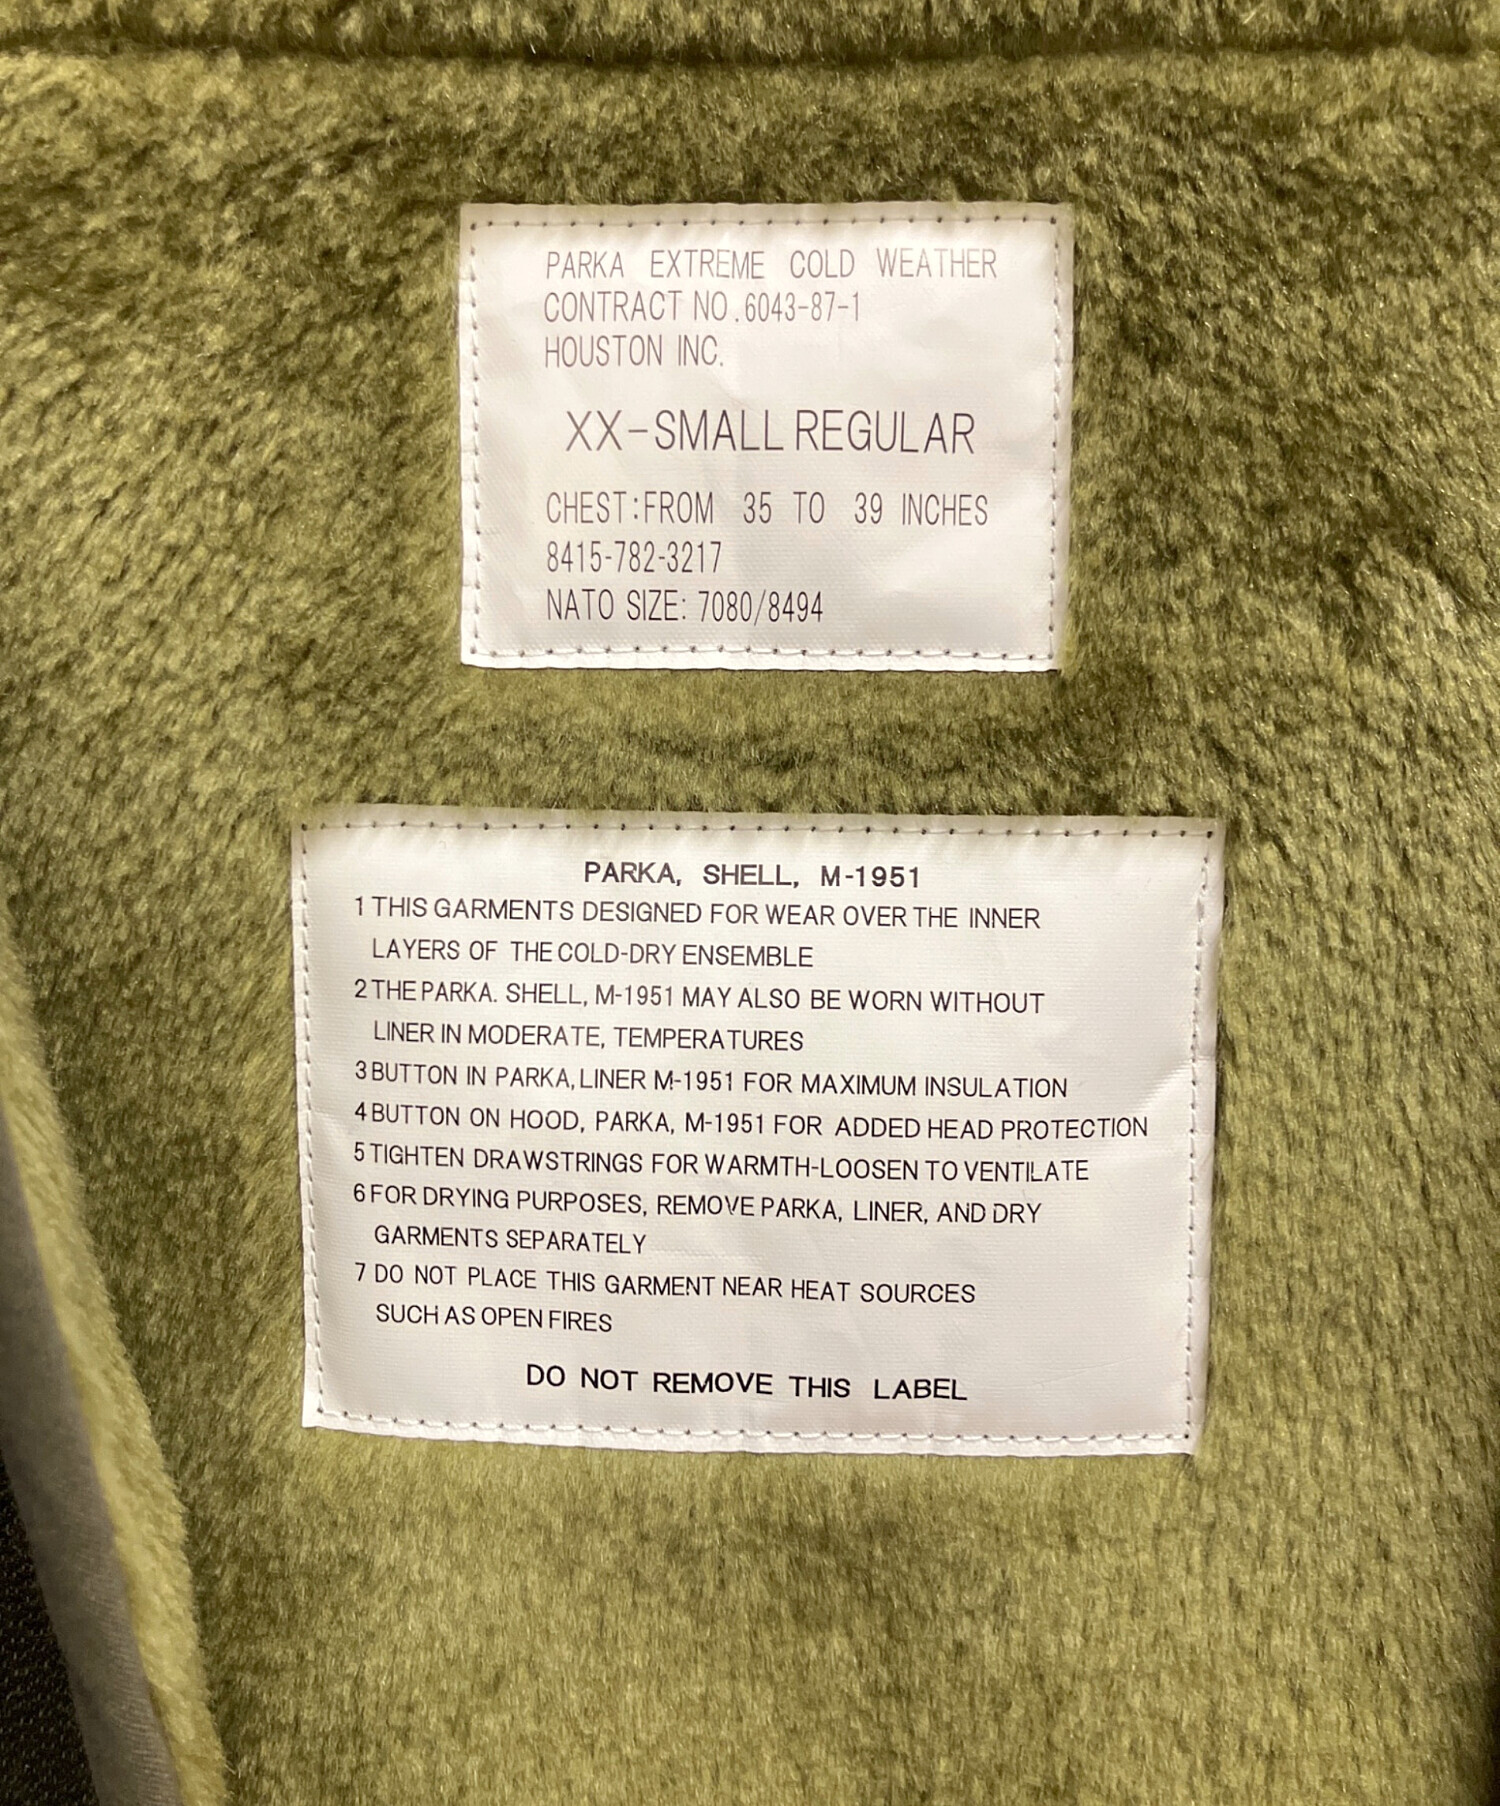 PARKA EXTREME COLD WEATHER
CONTRACT NO.6043-87-1
HOUSTON INC.
XX-SMALL REGULAR
CHEST:FROM 35 TO 39 INCHES
8415-782-3217
NATO SIZE: 7080/8494
PARKA, SHELL, M-1951
1 THIS GARMENTS DESIGNED FOR WEAR OVER THE INNER
LAYERS OF THE COLD-DRY ENSEMBLE
2 THE PARKA. SHELL, M-1951 MAY ALSO BE WORN WITHOUT
LINER IN MODERATE, TEMPERATURES
3 BUTTON IN PARKA, LINER M-1951 FOR MAXIMUM INSULATION
4 BUTTON ON HOOD, PARKA, M-1951 FOR ADDED HEAD PROTECTION
5 TIGHTEN DRAWSTRINGS FOR WARMTH-LOOSEN TO VENTILATE
6 FOR DRYING PURPOSES, REMOVE PARKA, LINER, AND DRY
GARMENTS SEPARATELY
7 DO NOT PLACE THIS GARMENT NEAR HEAT SOURCES
SUCH AS OPEN FIRES
DO NOT REMOVE THIS LABEL